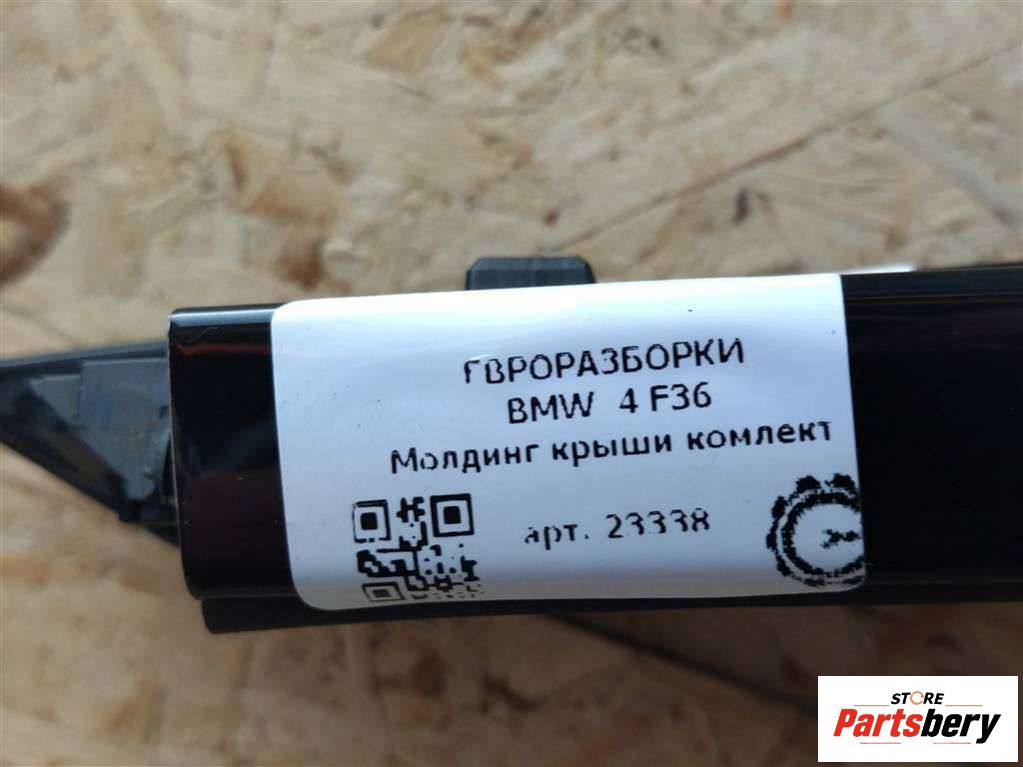 ЕВРОРАЗБОРКИ
BMW 4 F36
Молдинг крыши комлект
арт. 23338
STORE
Partsbery